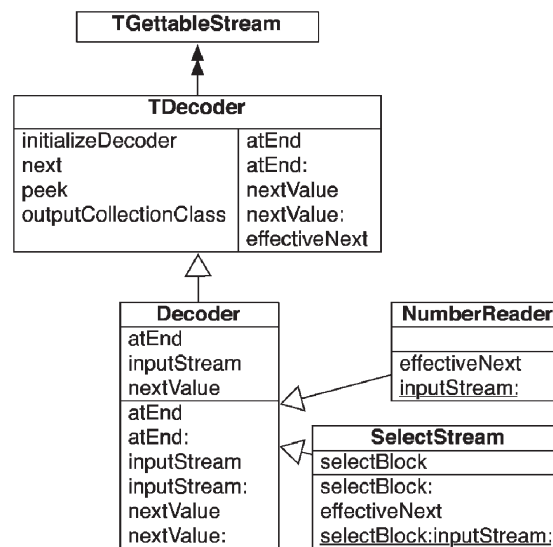 TGettableStream
TDecoder
initializeDecoder
next
peek
outputCollectionClass
atEnd
atEnd:
nextValue
nextValue:
effectiveNext
Decoder
atEnd
inputStream
nextValue
atEnd
atEnd:
inputStream
inputStream:
nextValue
nextValue:
NumberReader
effectiveNext
inputStream:
SelectStream
selectBlock
selectBlock:
effectiveNext
selectBlock:inputStream: